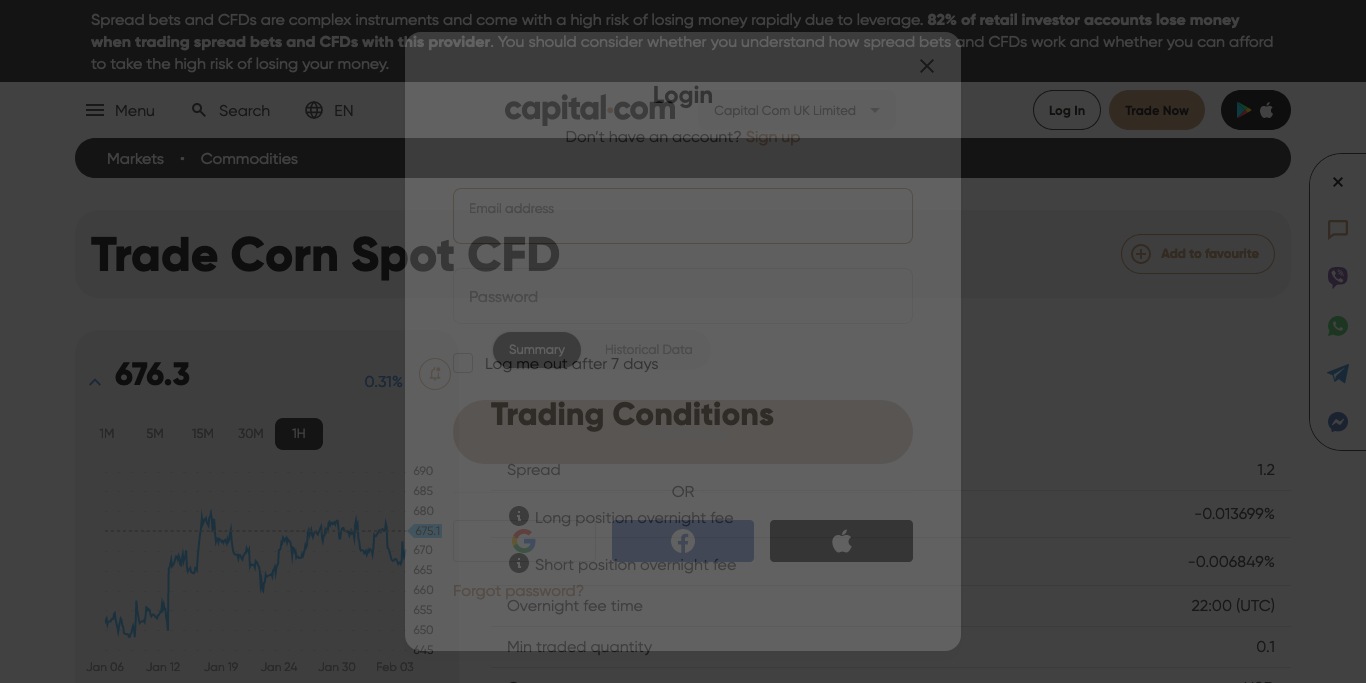 Spread bets and CFDs are complex instruments and come with a high risk of losing money rapidly due to leverage. 82% of retail investor accounts lose money
when trading spread bets and CFDs with this provider. You should consider whether you understand how spread bets and CFDs work and whether you can afford
to take the high risk of losing your money.
Menu
Search
EN
capital.com
Capital Com UK Limited
Log In
Trade Now
Markets • Commodities
Login
Don't have an account? Sign up
Email address
Password
Log me out after 7 days
OR
Forgot password?
Trade Corn Spot CFD
Add to favourite
676.3
0.31%
1M
5M
15M
30M
1H
690
685
680
675.1
670
665
660
655
650
645
Jan 06
Jan 12
Jan 19
Jan 24
Jan 30
Feb 03
Summary
Historical Data
Trading Conditions
Spread
1.2
Long position overnight fee
-0.013699%
Short position overnight fee
-0.006849%
Overnight fee time
22:00 (UTC)
Min traded quantity
0.1